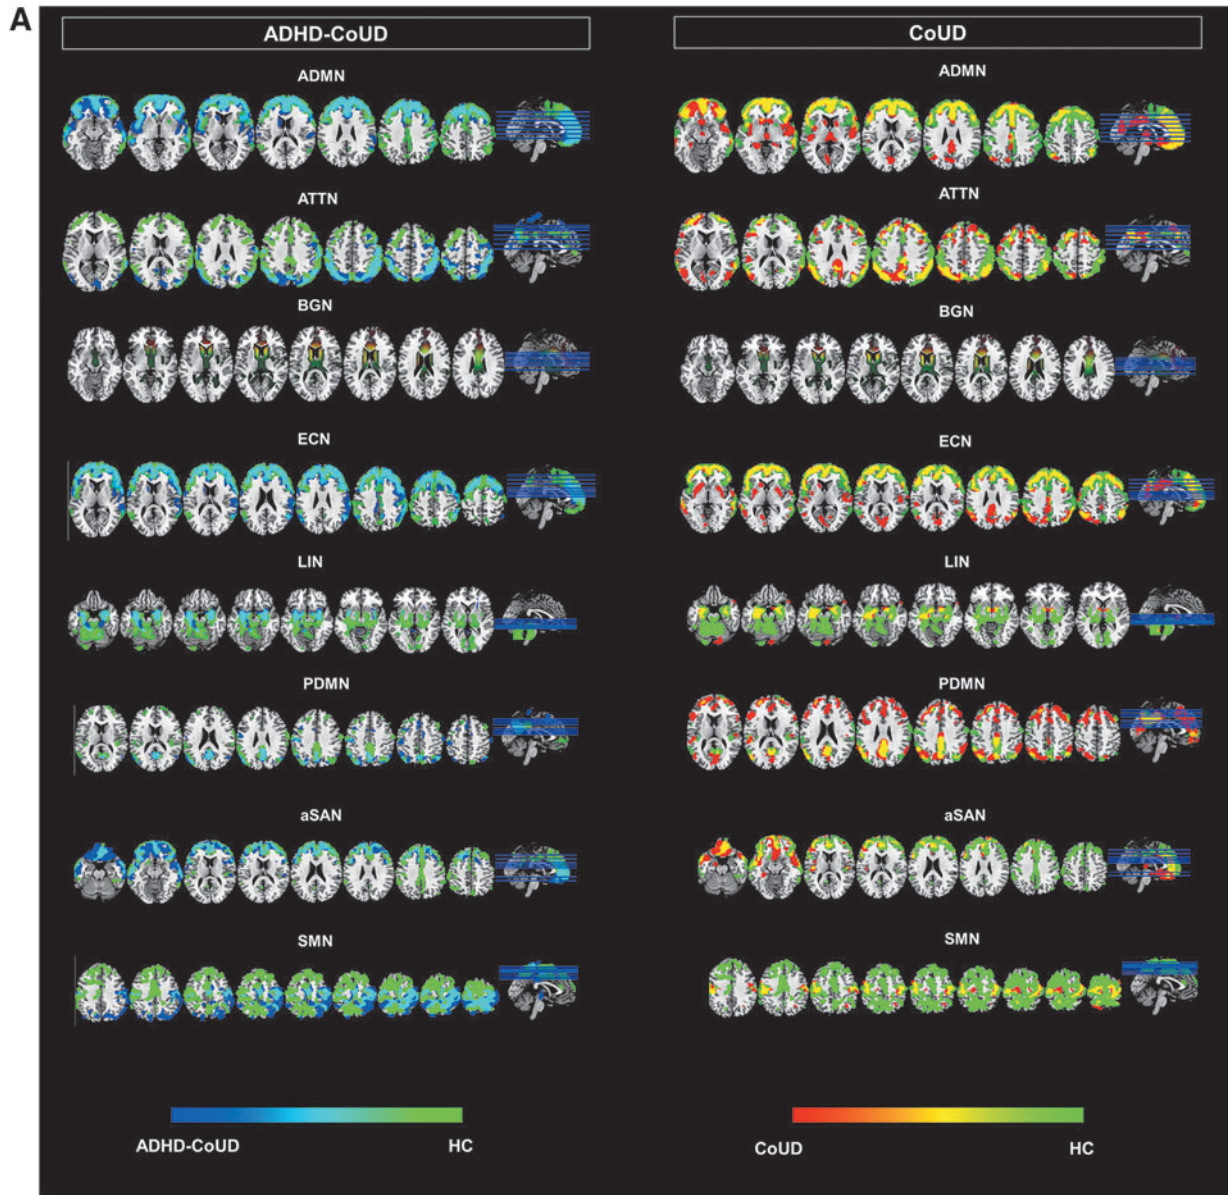 A
ADHD-CoUD
ADMN
ATTN
BGN
ECN
LIN
PDMN
aSAN
SMN
ADHD-CoUD
HC
CoUD
ADMN
ATTN
BGN
ECN
LIN
PDMN
aSAN
SMN
CoUD
HC